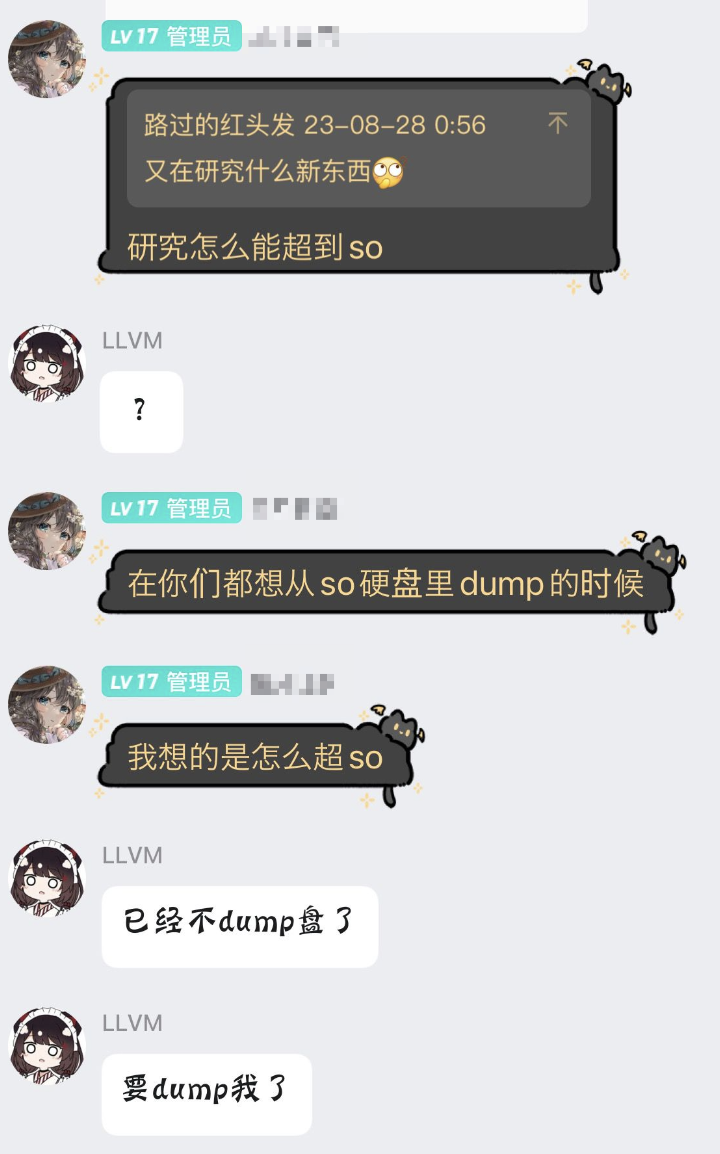 LV 17 管理员
路过的红头发 23-08-28 0:56
又在研究什么新东西
研究怎么能超到so
LLVM
?
LV 17 管理员
在你们都想从so硬盘里dump的时候
LV 17 管理员
我想的是怎么超so
LLVM
已经不dump盘了
LLVM
要dump我了